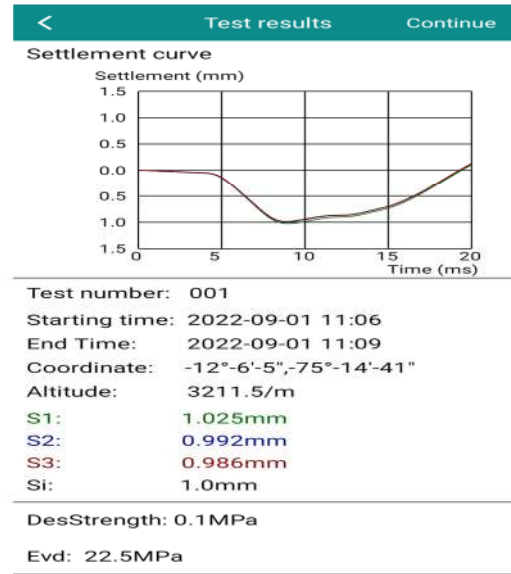 < Test results Continue
Settlement curve
Settlement (mm)
1.5
1.0
0.5
0.0
0.5
1.0
1.5
0 5 10 15 20
Time (ms)
Test number: 001
Starting time: 2022-09-01 11:06
End Time: 2022-09-01 11:09
Coordinate: -12°-6'-5",-75°-14'-41"
Altitude: 3211.5/m
S1: 1.025mm
S2: 0.992mm
S3: 0.986mm
Si: 1.0mm
DesStrength: 0.1MPa
Evd: 22.5MPa